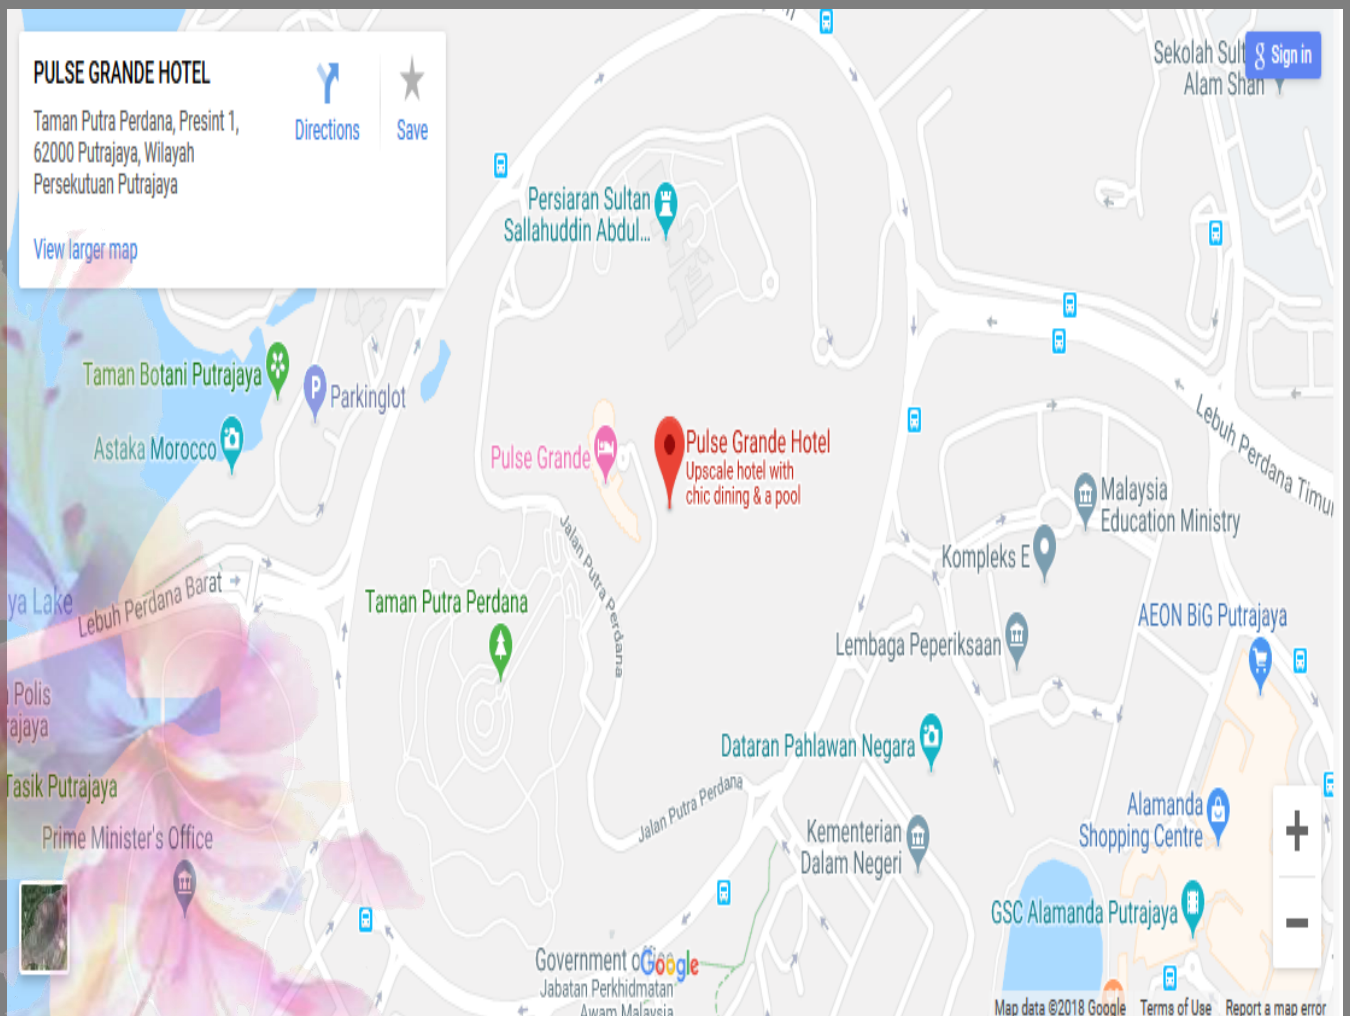 PULSE GRANDE HOTEL
Taman Putra Perdana, Presint 1,
62000 Putrajaya, Wilayah
Persekutuan Putrajaya
Directions
Save
View larger map
Sekolah Sult
Alam Shah
g Sign in
Persiaran Sultan
Sallahuddin Abdul...
Taman Botani Putrajaya
P
Parkinglot
Astaka Morocco
Pulse Grande
Pulse Grande Hotel
Upscale hotel with
chic dining & a pool
Lebuh Perdana Timur
Malaysia
Education Ministry
Kompleks E
Jalan Putra Perdana
Lebuh Perdana Barat
ya Lake
Taman Putra Perdana
AEON BiG Putrajaya
Lembaga Peperiksaan
Polis
rajaya
Dataran Pahlawan Negara
Tasik Putrajaya
Jalan Putra Perdana
Alamanda
Shopping Centre
Prime Minister's Office
Kementerian
Dalam Negeri
GSC Alamanda Putrajaya
Government
Google
Jabatan Perkhidmatan
Awam Malaysia
Map data ©2018 Google Terms of Use Report a map error